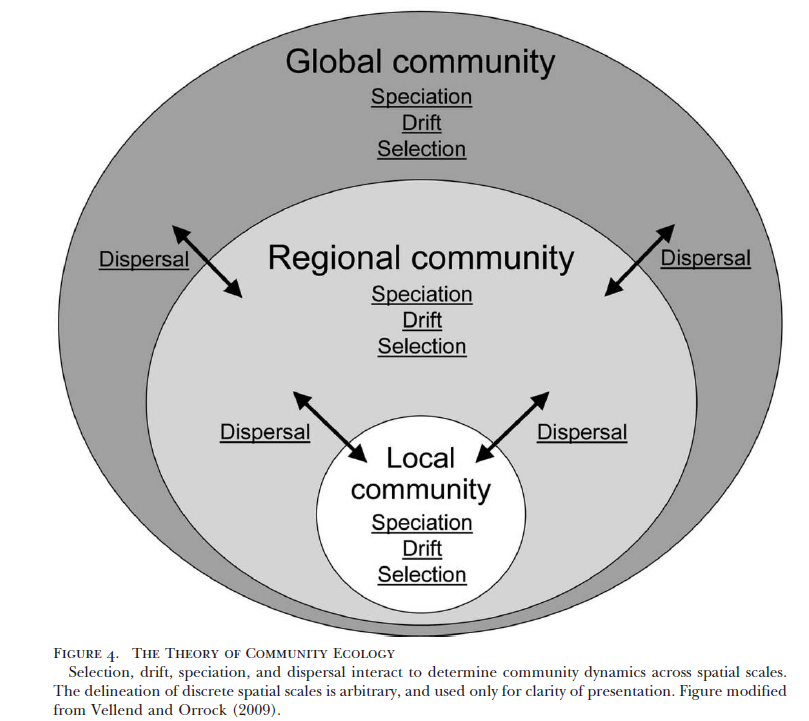 Global community
Speciation
Drift
Selection
Dispersal
Dispersal
Regional community
Speciation
Drift
Selection
Dispersal
Dispersal
Local
community
Speciation
Drift
Selection
Figure 4. The Theory of Community Ecology
Selection, drift, speciation, and dispersal interact to determine community dynamics across spatial scales.
The delineation of discrete spatial scales is arbitrary, and used only for clarity of presentation. Figure modified
from Vellend and Orrock (2009).